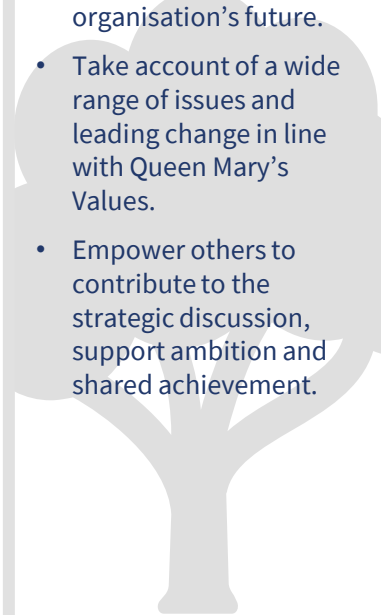 organisation’s future.
• Take account of a wide
range of issues and
leading change in line
with Queen Mary’s
Values.
• Empower others to
contribute to the
strategic discussion,
support ambition and
shared achievement.